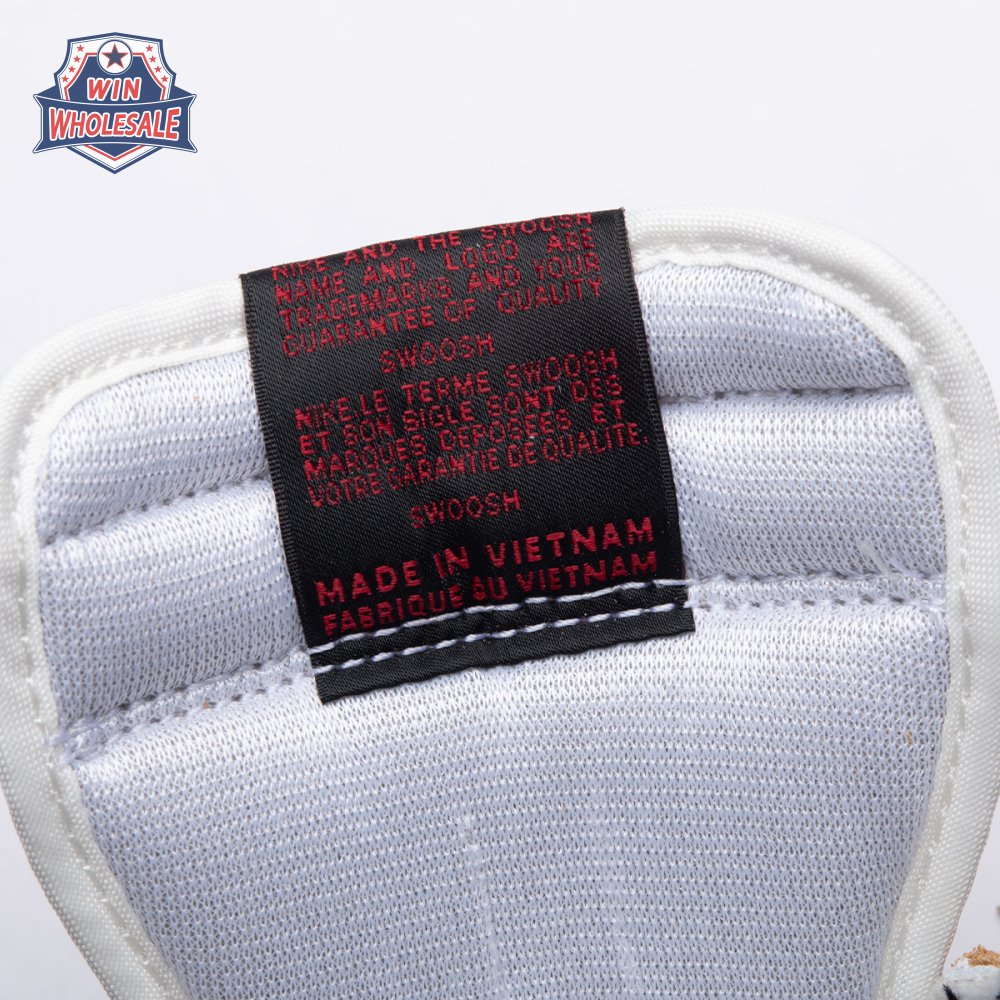 WIN
WHOLESALE
NIKE AND THE SWOOSH
NAME AND LOGO ARE
TRADEMARKS AND YOUR
GUARANTEE OF QUALITY
SWOOSH
NIKE.LE TERME SWOOSH
ET SON SIGLE SONT DES
MARQUES DEPOSEES ET
VOTRE GARANTIE DE QUALITE.
SWOOSH
MADE IN VIETNAM
FABRIQUE AU VIETNAM